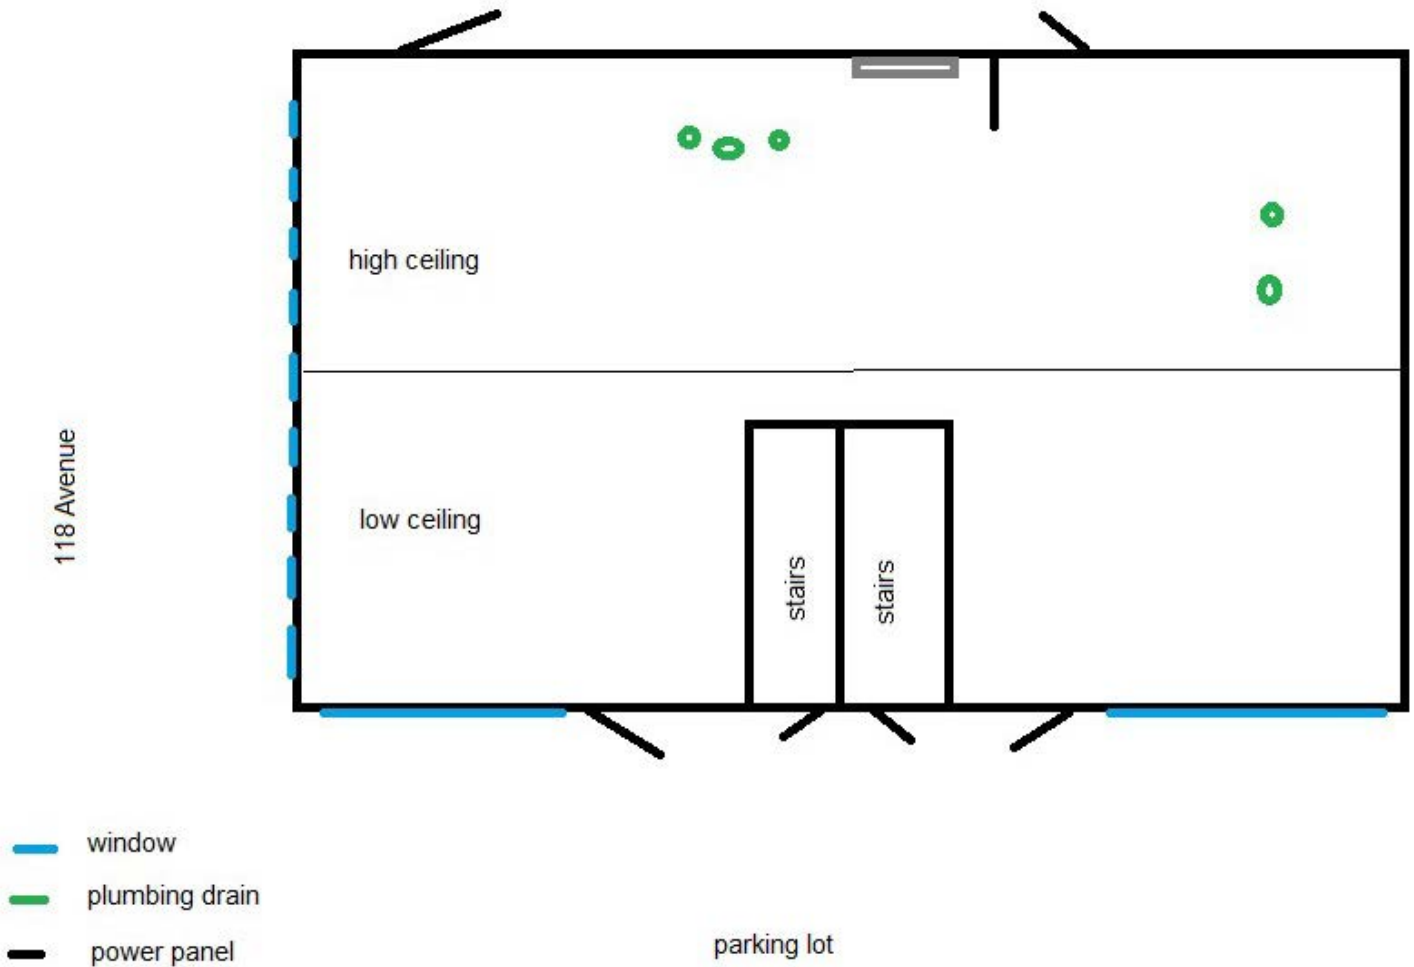 high ceiling
118 Avenue
low ceiling
stairs
stairs
window
plumbing drain
power panel
parking lot